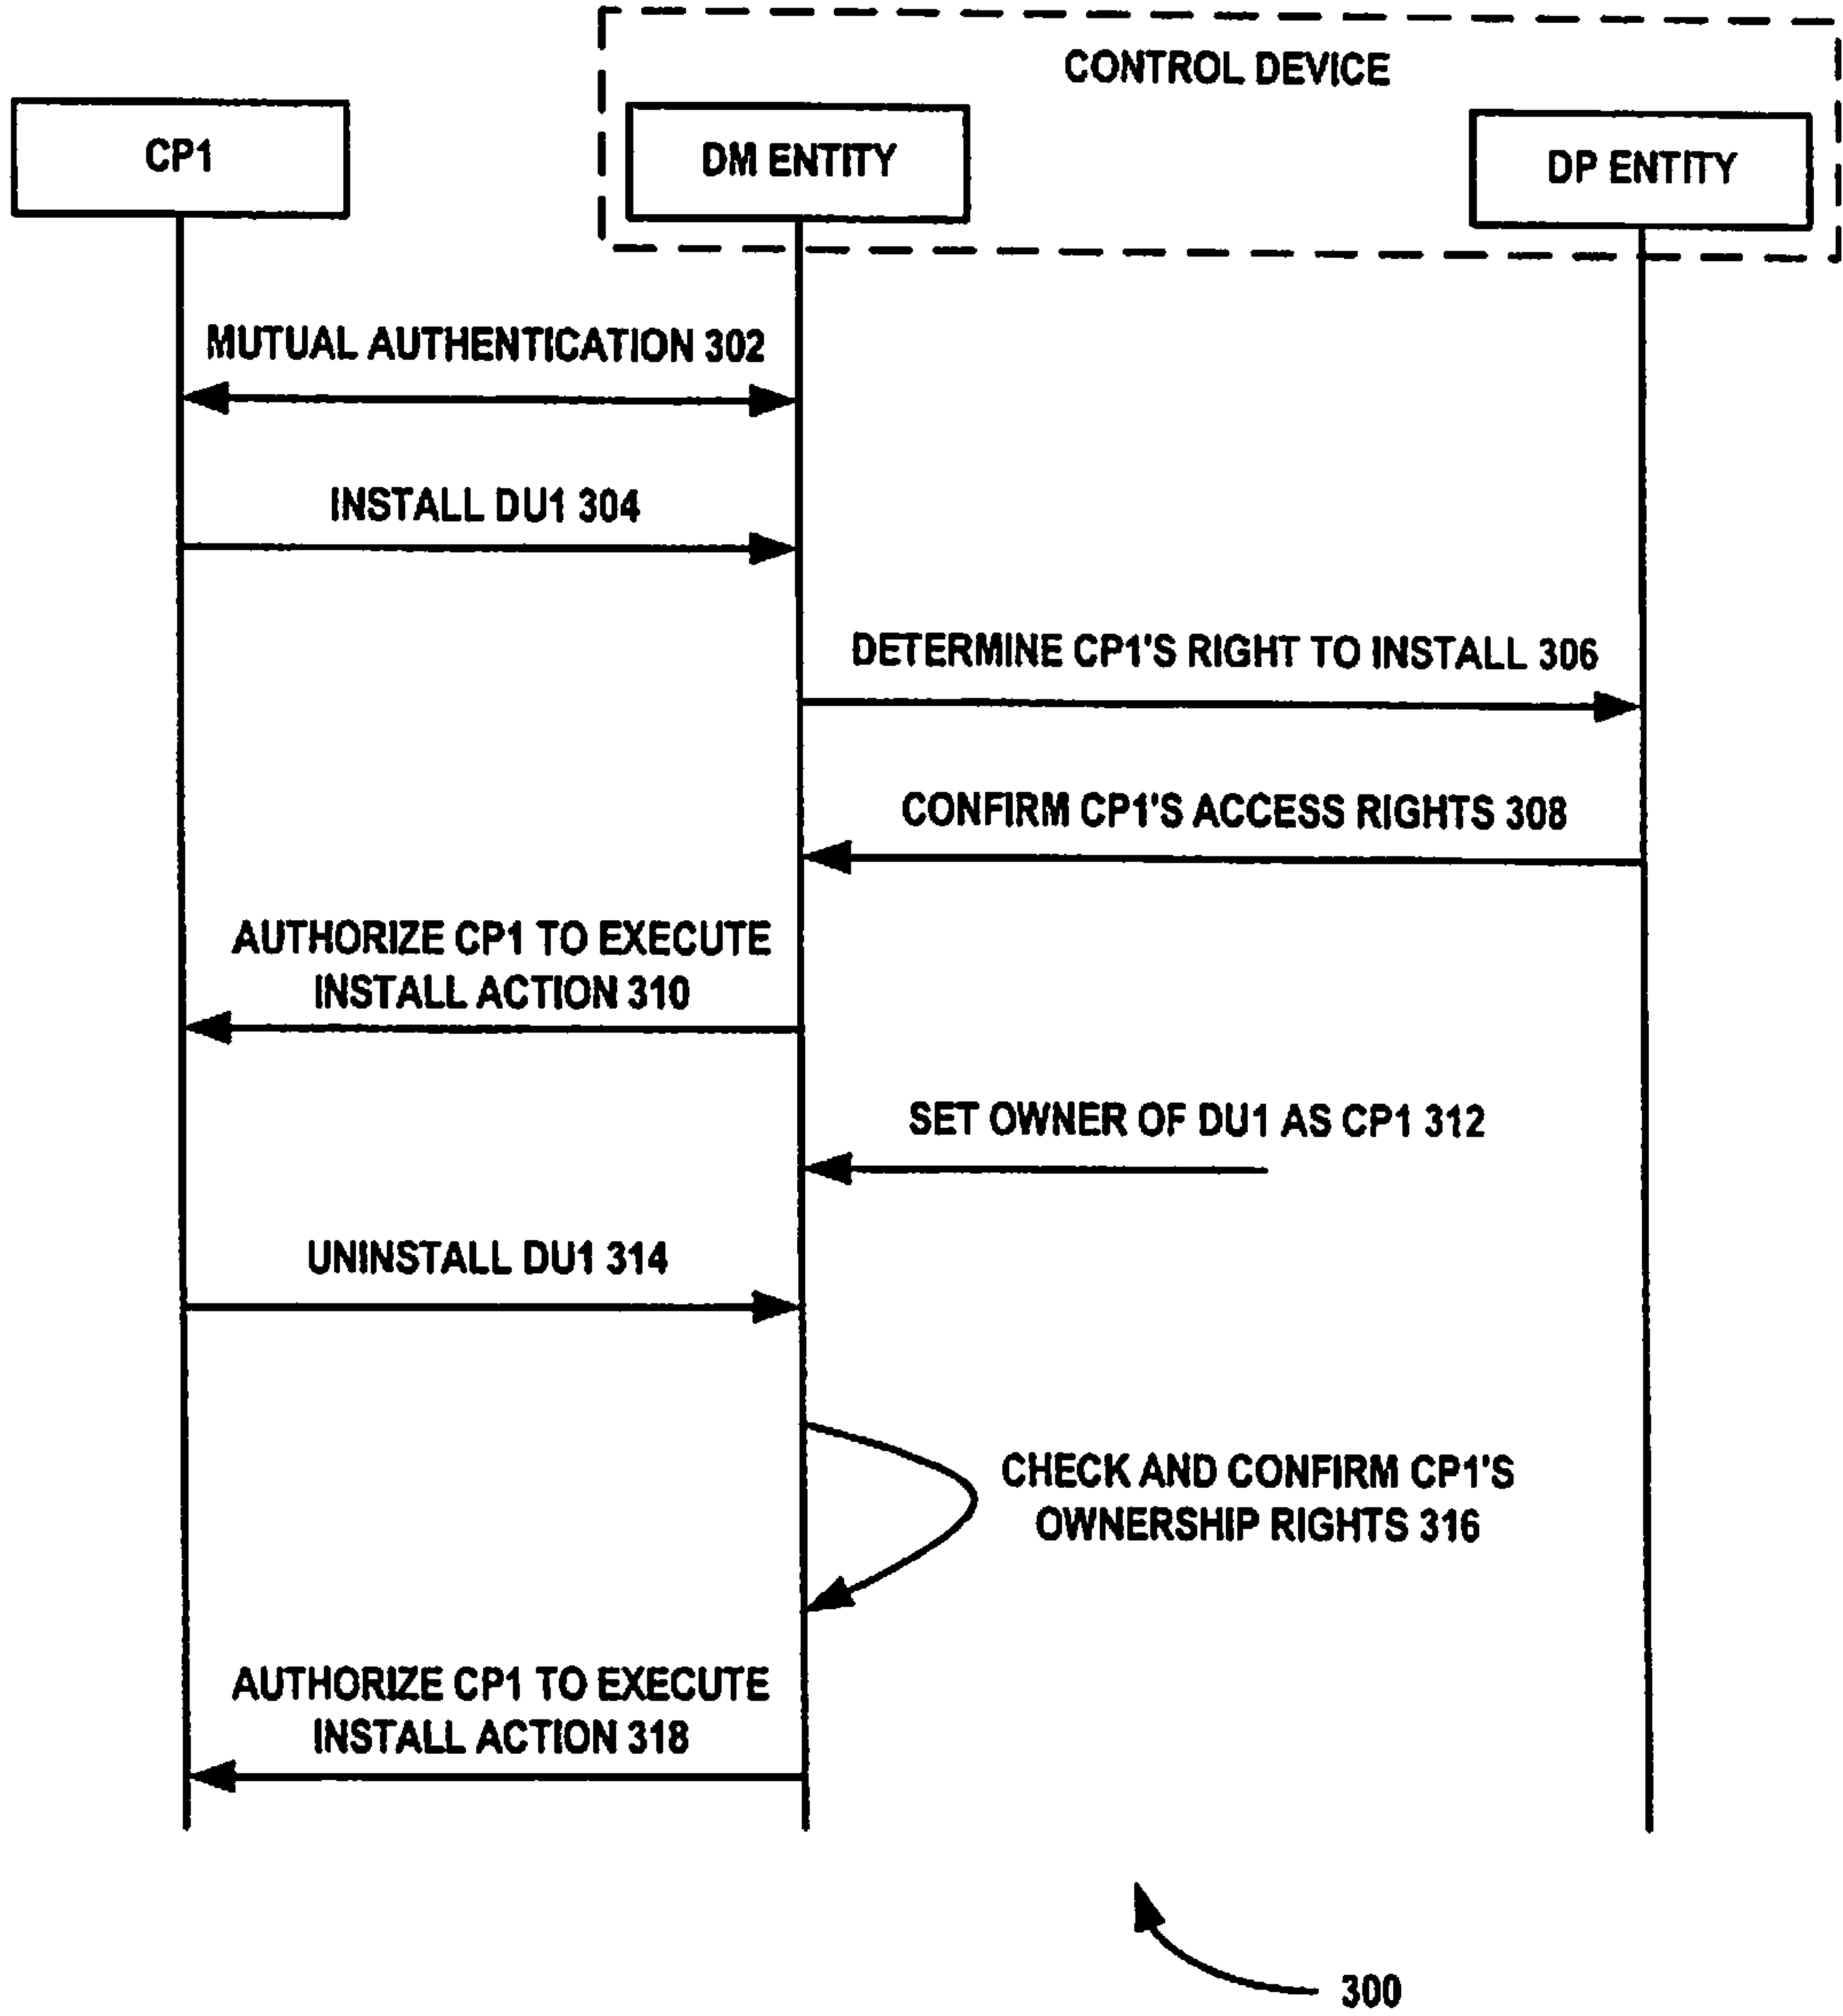 CONTROL DEVICE
CP1
DM ENTITY
DP ENTITY
MUTUAL AUTHENTICATION 302
INSTALL DU1 304
DETERMINE CP1'S RIGHT TO INSTALL 306
CONFIRM CP1'S ACCESS RIGHTS 308
AUTHORIZE CP1 TO EXECUTE
INSTALL ACTION 310
SET OWNER OF DU1 AS CP1 312
UNINSTALL DU1 314
CHECK AND CONFIRM CP1'S
OWNERSHIP RIGHTS 316
AUTHORIZE CP1 TO EXECUTE
INSTALL ACTION 318
300